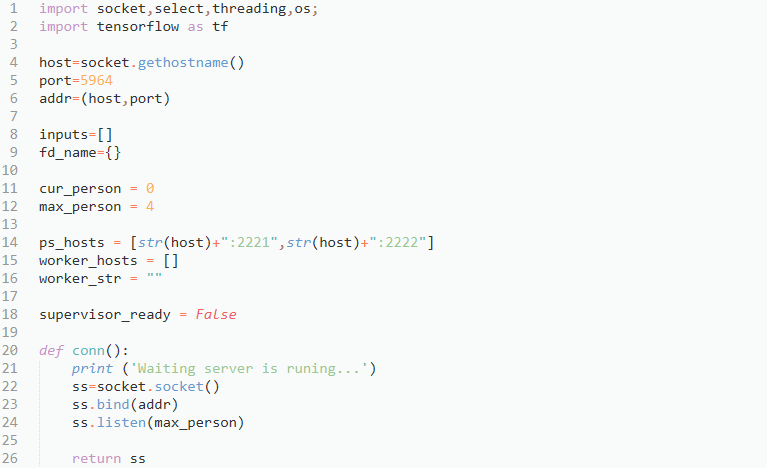 1 import socket,select,threading,os;
2 import tensorflow as tf
3
4 host=socket.gethostname()
5 port=5964
6 addr=(host,port)
7
8 inputs=[]
9 fd_name={}
10
11 cur_person = 0
12 max_person = 4
13
14 ps_hosts = [str(host)+":2221",str(host)+":2222"]
15 worker_hosts = []
16 worker_str = ""
17
18 supervisor_ready = False
19
20 def conn():
21     print ('Waiting server is runing...')
22     ss=socket.socket()
23     ss.bind(addr)
24     ss.listen(max_person)
25
26     return ss